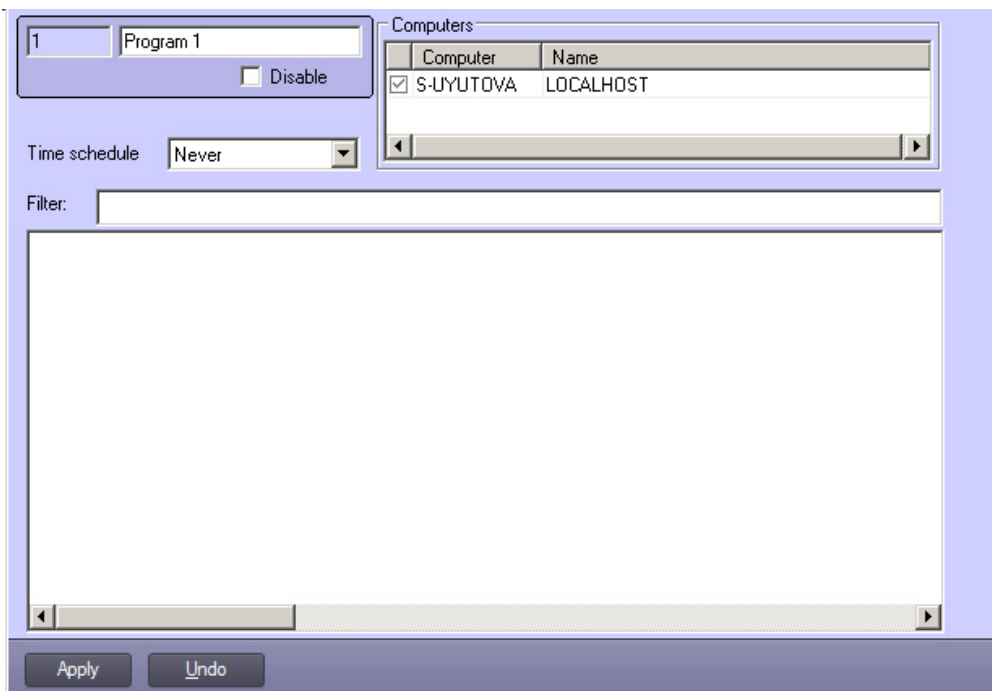 1
Program 1
Disable
Computers
Computer Name
S-UYUTOVA LOCALHOST
Time schedule Never
Filter:
Apply Undo